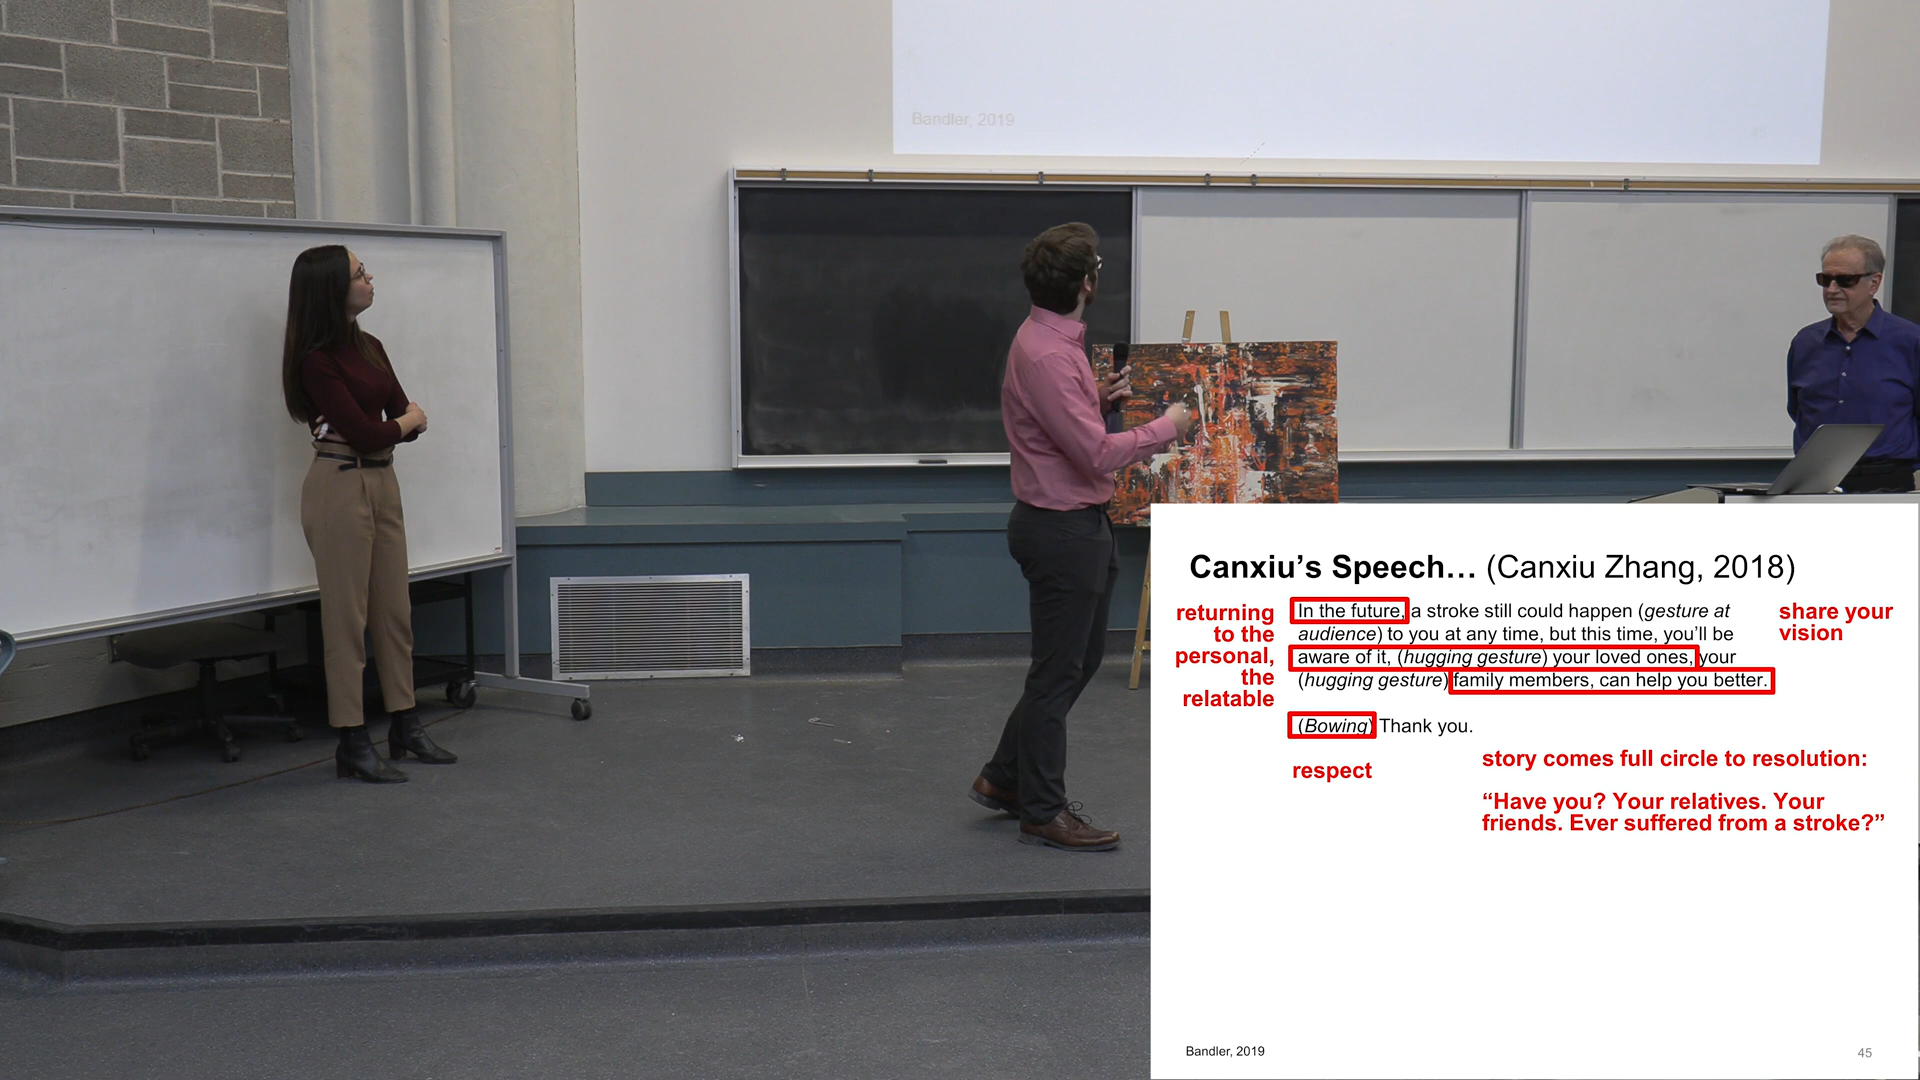 Bandler, 2019
45
Canxiu’s Speech… (Canxiu Zhang, 2018)
returning
to the
personal,
the
relatable
In the future, a stroke still could happen (gesture at
audience) to you at any time, but this time, you’ll be
aware of it, (hugging gesture) your loved ones, your
(hugging gesture) family members, can help you better.
(Bowing) Thank you.
share your
vision
respect
story comes full circle to resolution:
“Have you? Your relatives. Your
friends. Ever suffered from a stroke?”
Bandler, 2019
45